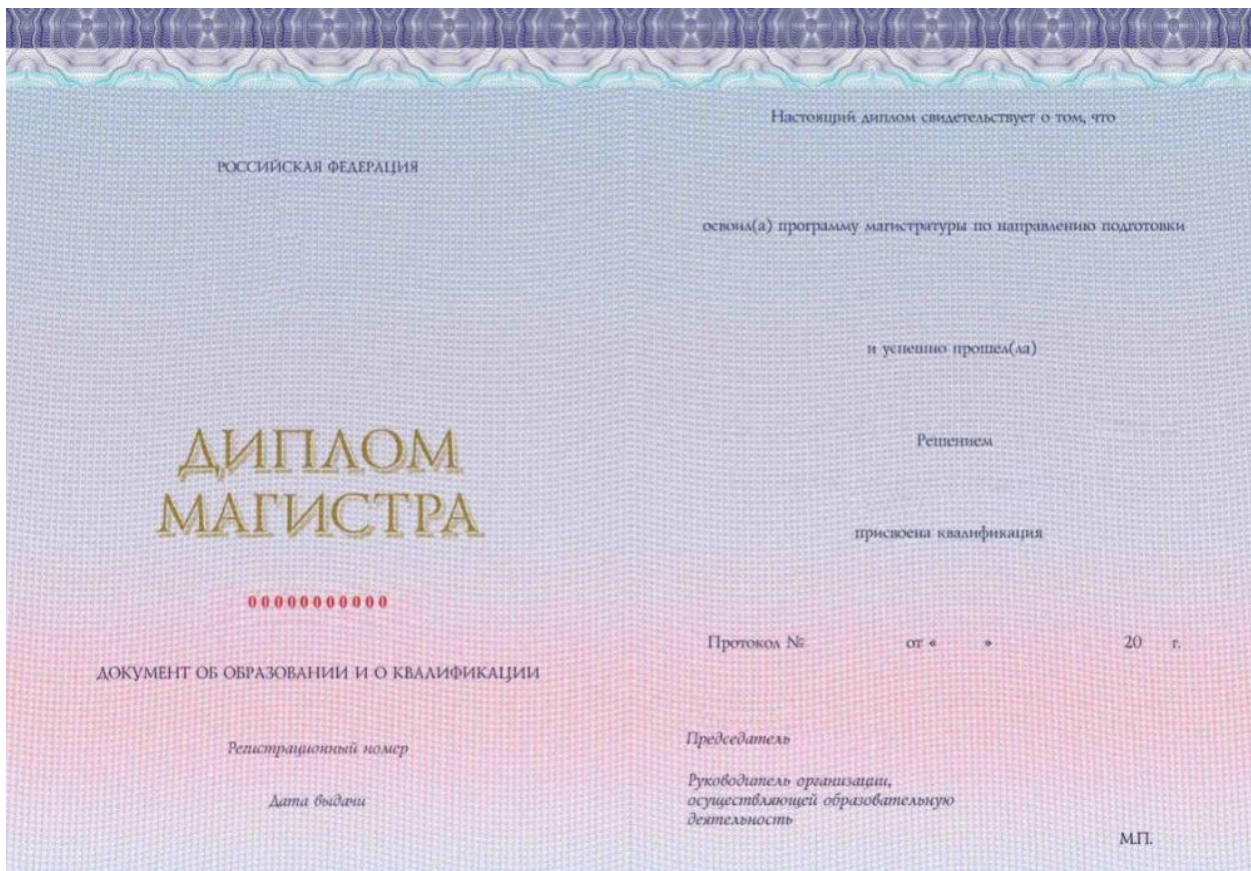 РОССИЙСКАЯ ФЕДЕРАЦИЯ
ДИПЛОМ
МАГИСТРА
00000000000
ДОКУМЕНТ ОБ ОБРАЗОВАНИИ И О КВАЛИФИКАЦИИ
Регистрационный номер
Дата выдачи
Настоящий диплом свидетельствует о том, что
освоил(а) программу магистратуры по направлению подготовки
и успешно прошел(ла)
Решением
присвоена квалификация
Протокол № от « » 20 г.
Председатель
Руководитель организации,
осуществляющей образовательную
деятельность
М.П.